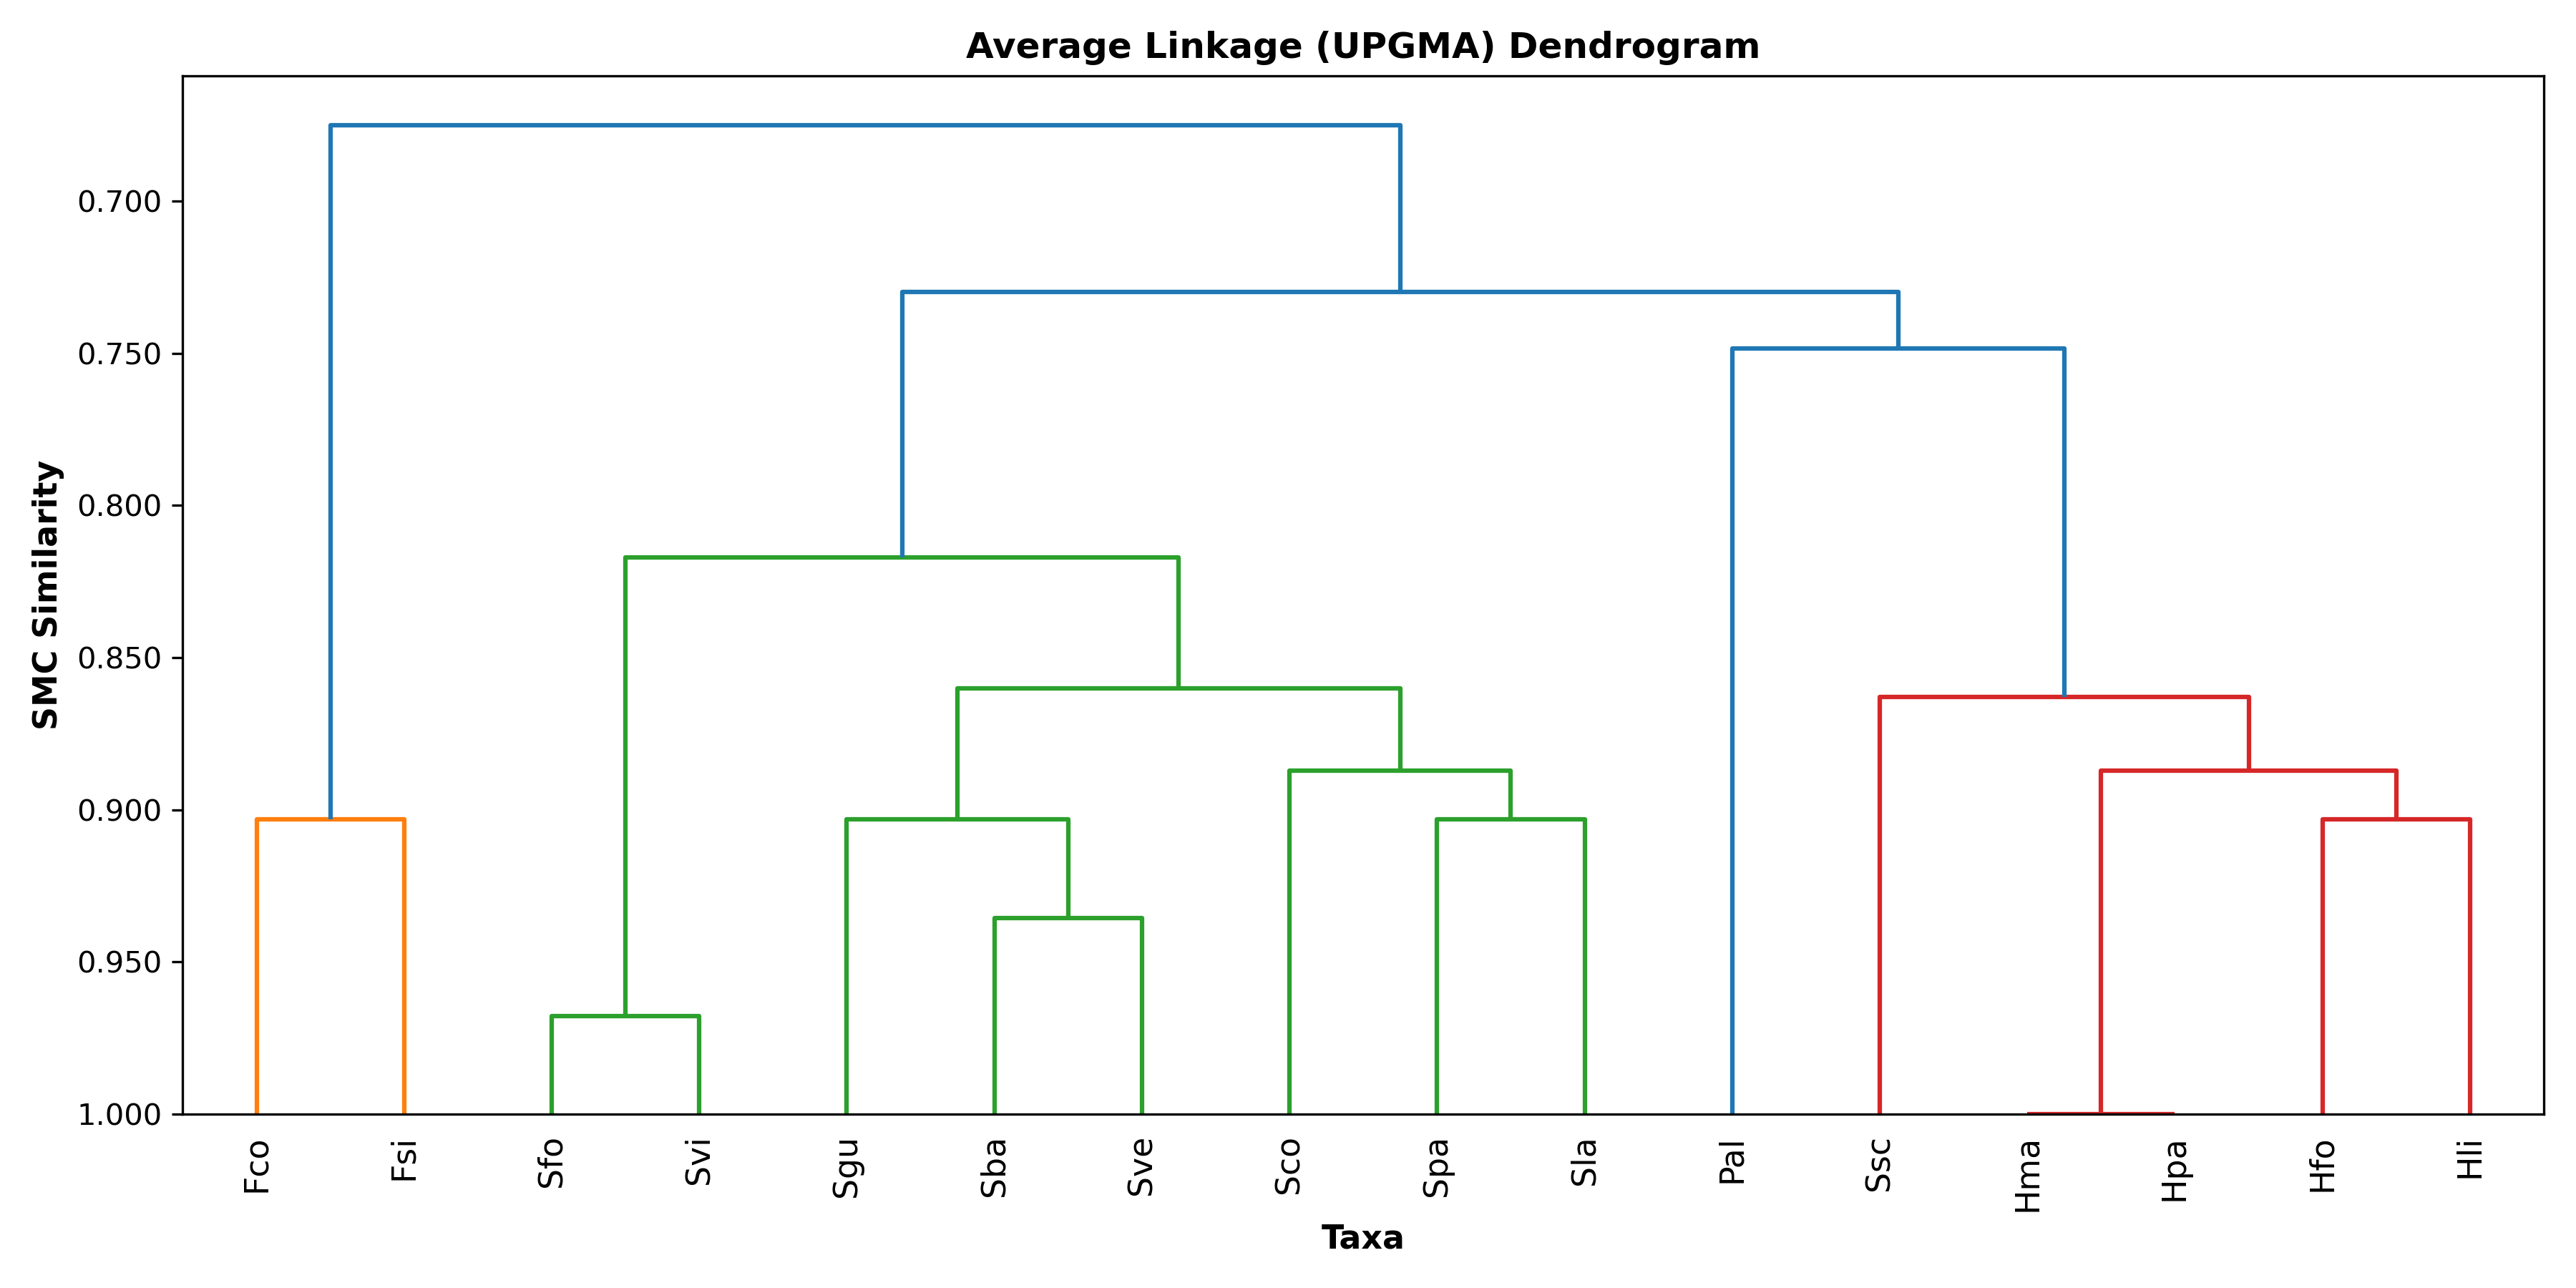 Average Linkage (UPGMA) Dendrogram
0.700
0.750
0.800
0.850
0.900
0.950
1.000
SMC Similarity
Fco Fsi Sfo Svi Sgu Sba Sve Sco Spa Sla Pal Ssc Hma Hpa Hfo Hli
Taxa